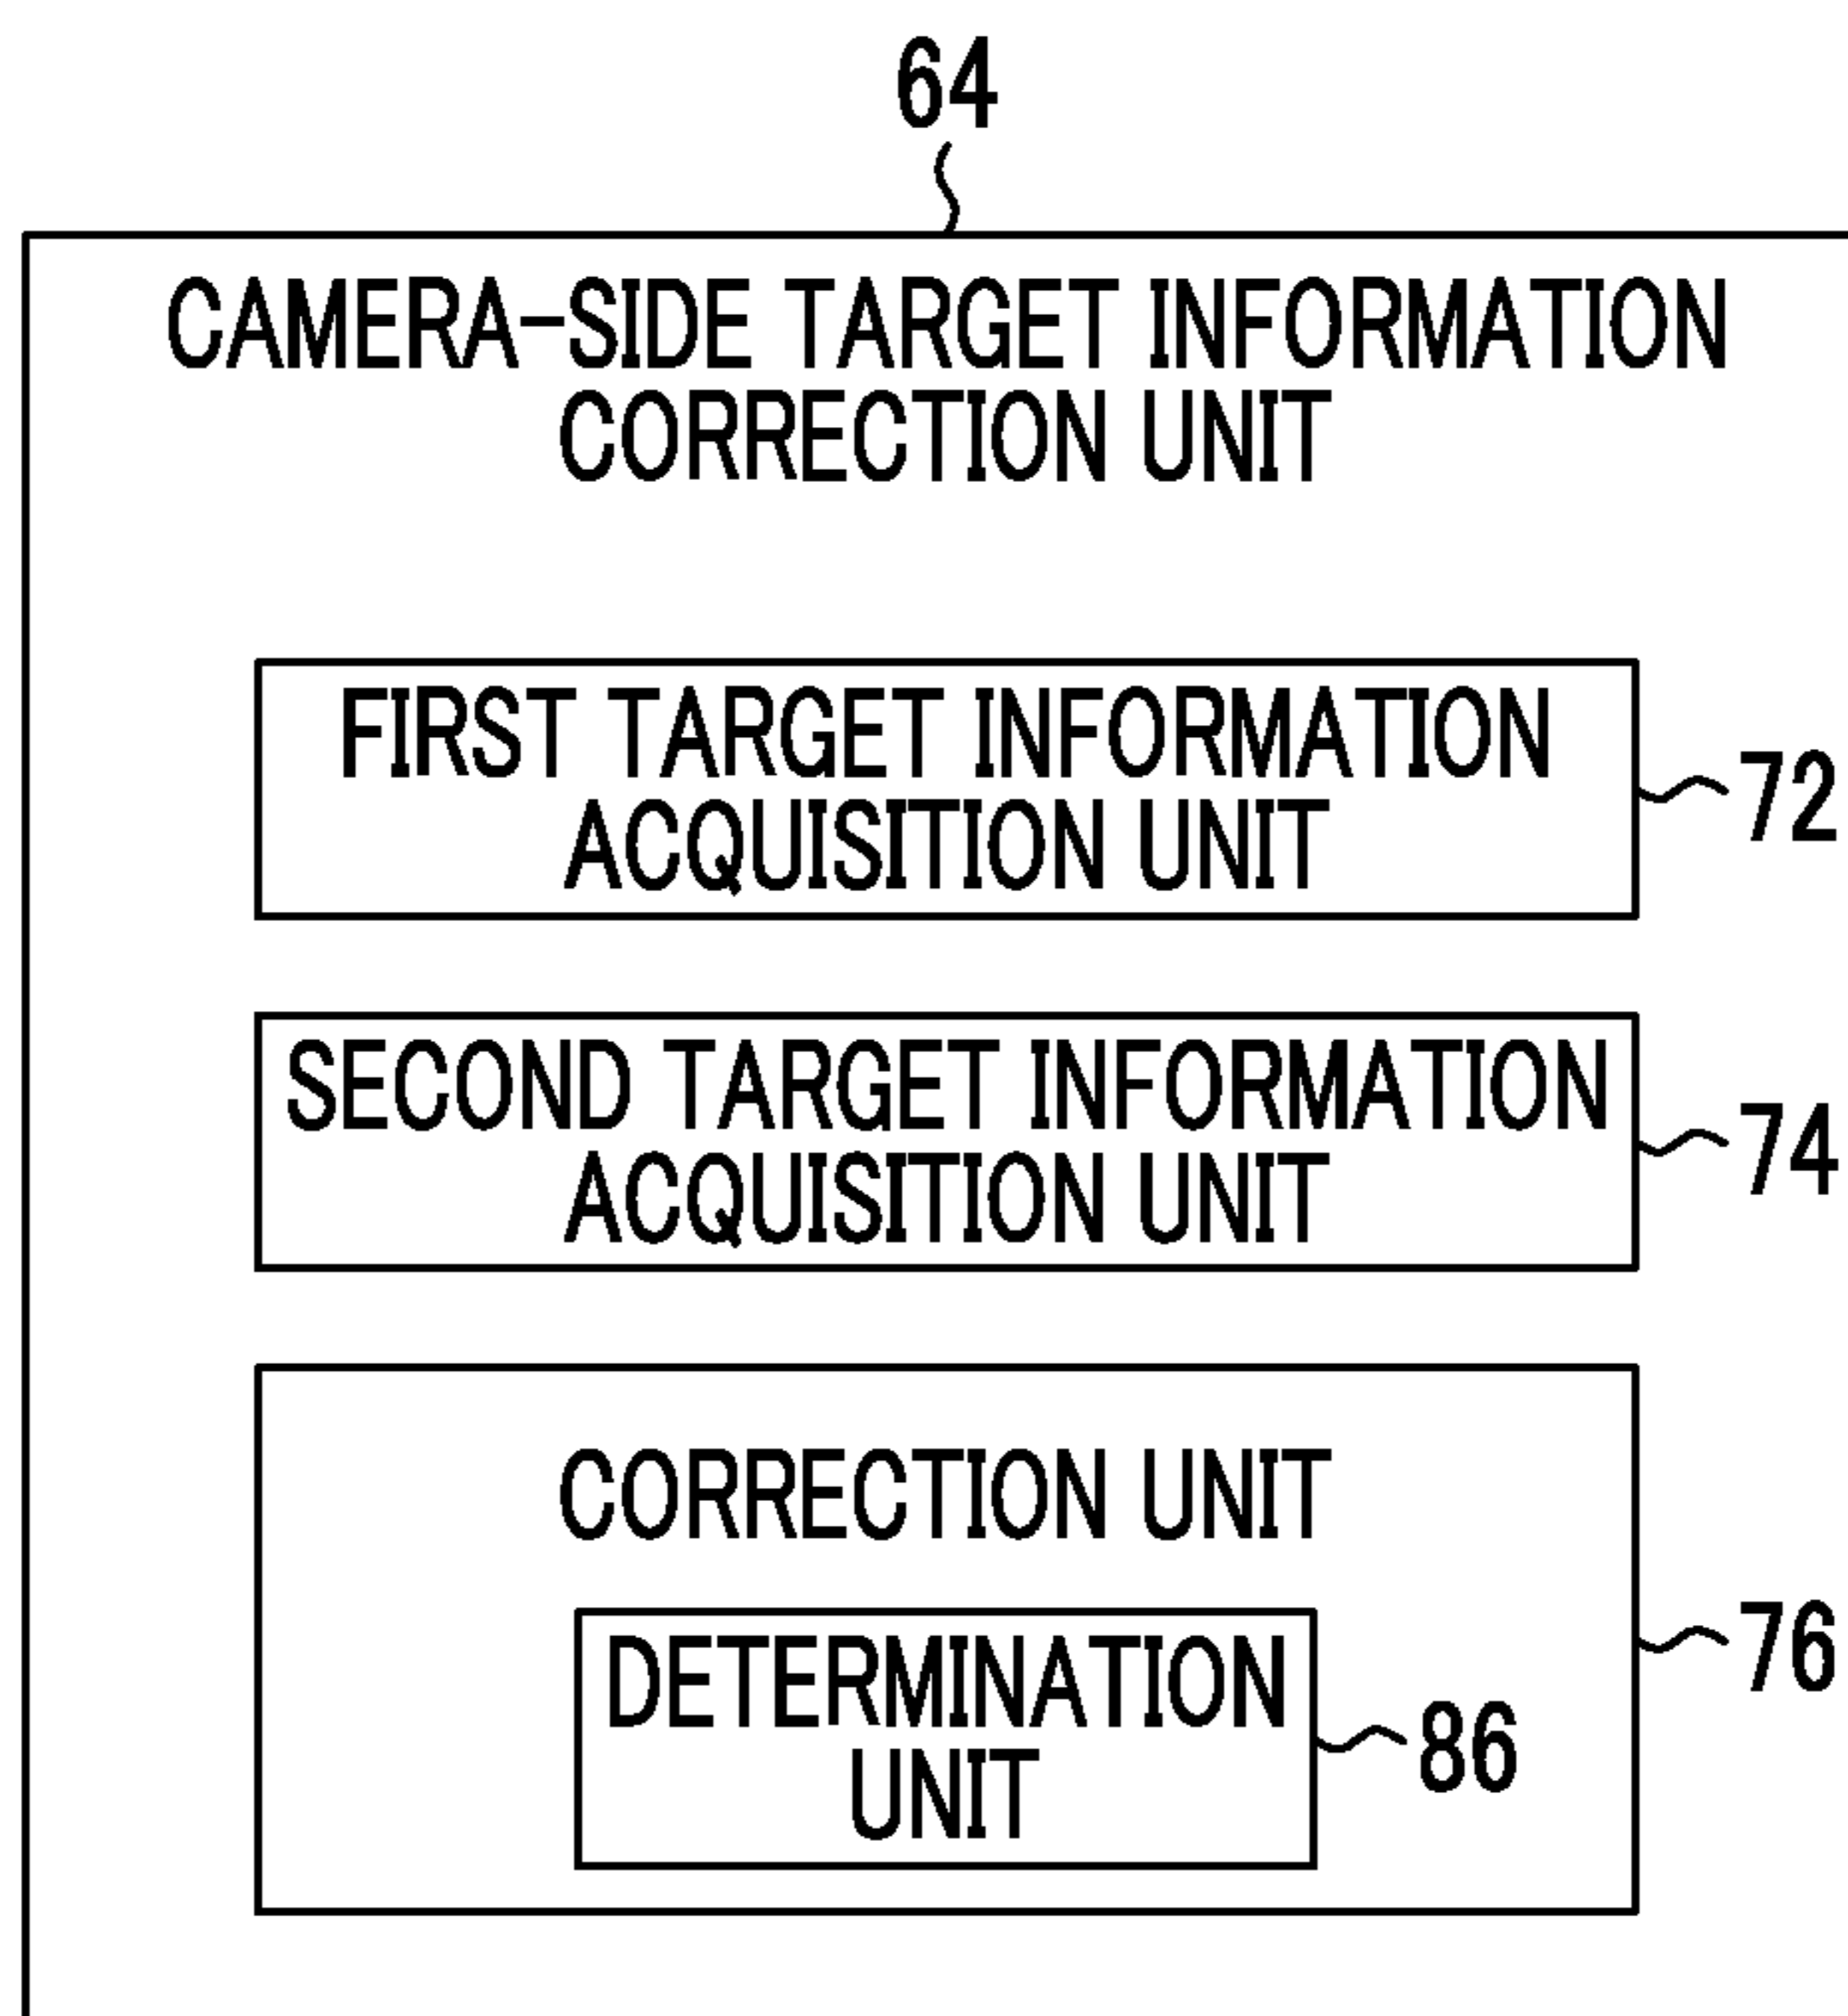 64
CAMERA-SIDE TARGET INFORMATION
CORRECTION UNIT
FIRST TARGET INFORMATION
ACQUISITION UNIT
72
SECOND TARGET INFORMATION
ACQUISITION UNIT
74
CORRECTION UNIT
76
DETERMINATION
UNIT
86